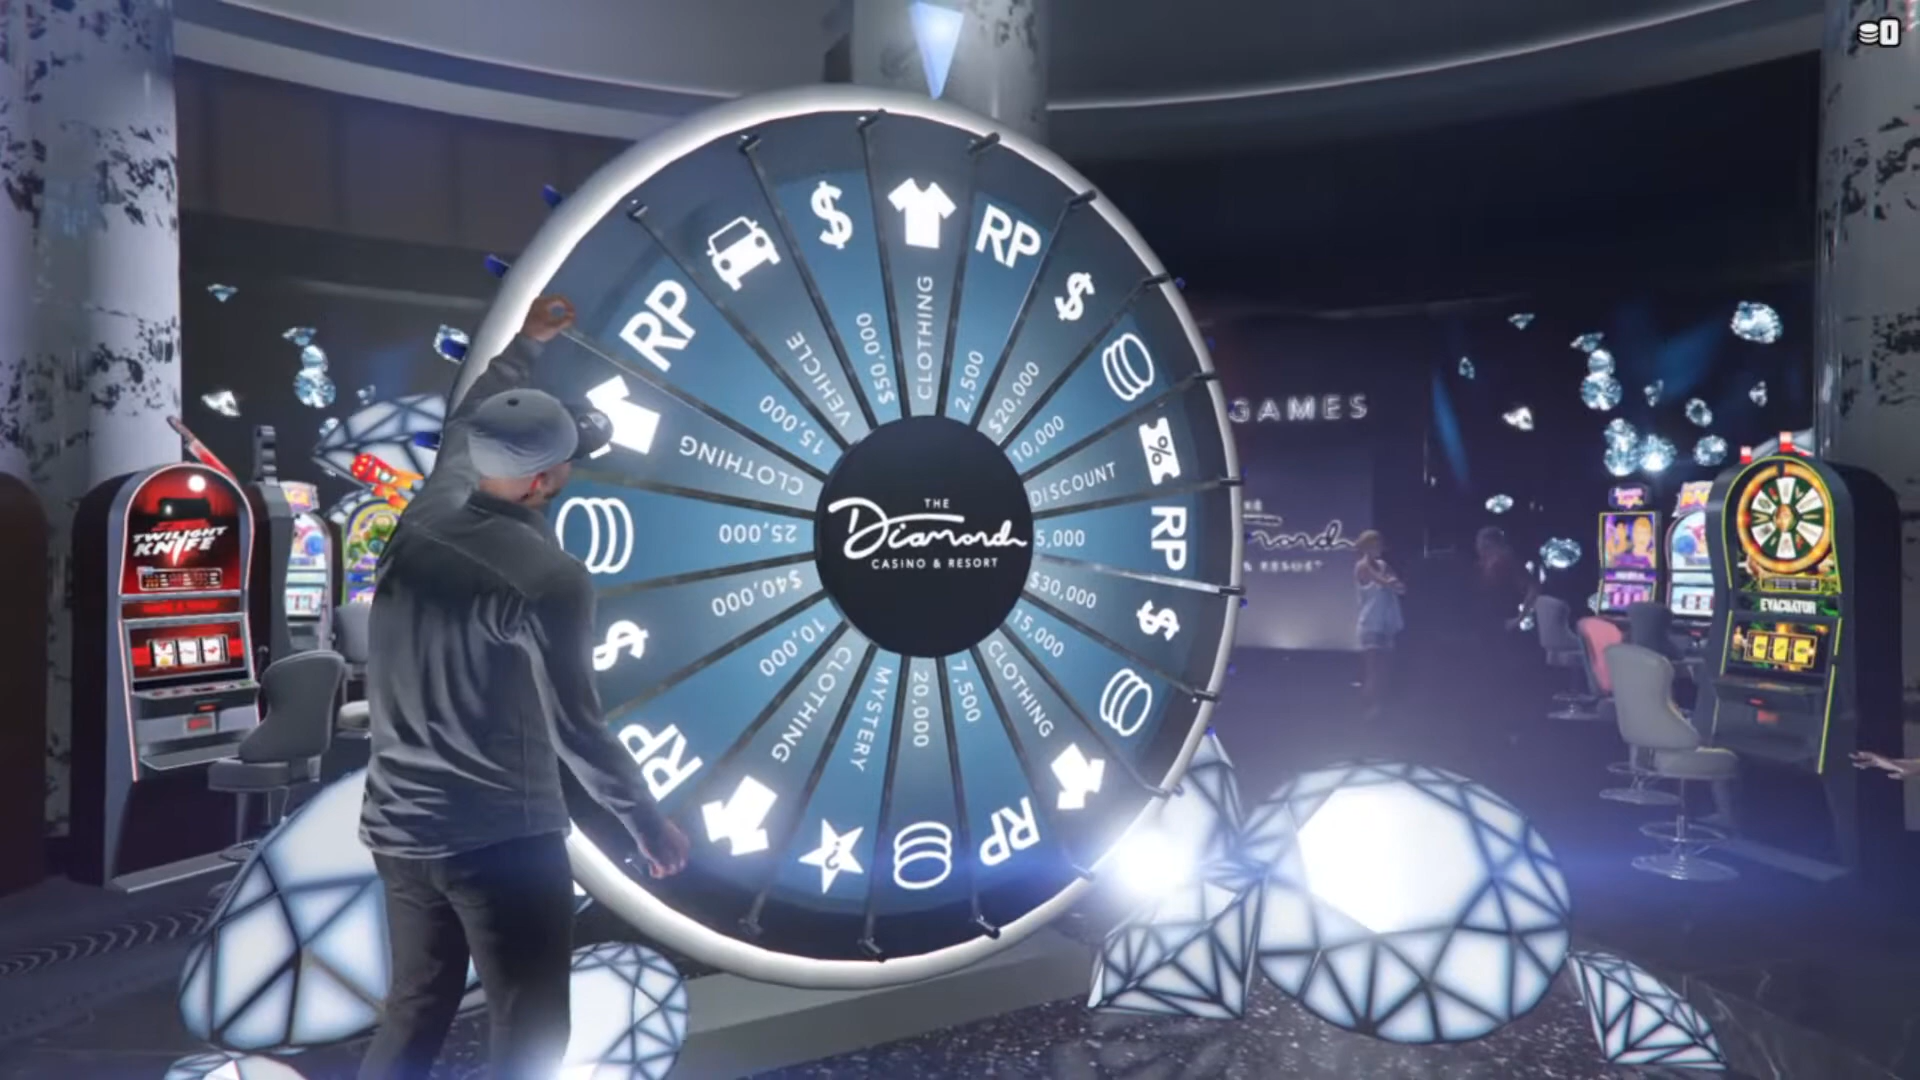 0
CLOTHING
RP 2,500
$ $20,000
10,000
% DISCOUNT
RP 5,000
$ $30,000
15,000
CLOTHING
RP 7,500
20,000
? MYSTERY
CLOTHING
RP 10,000
$ $40,000
25,000
CLOTHING
RP 15,000
VEHICLE
$ $50,000
THE
Diamond
CASINO & RESORT
TWILIGHT
KNIFE
GAMES
EVACUATOR